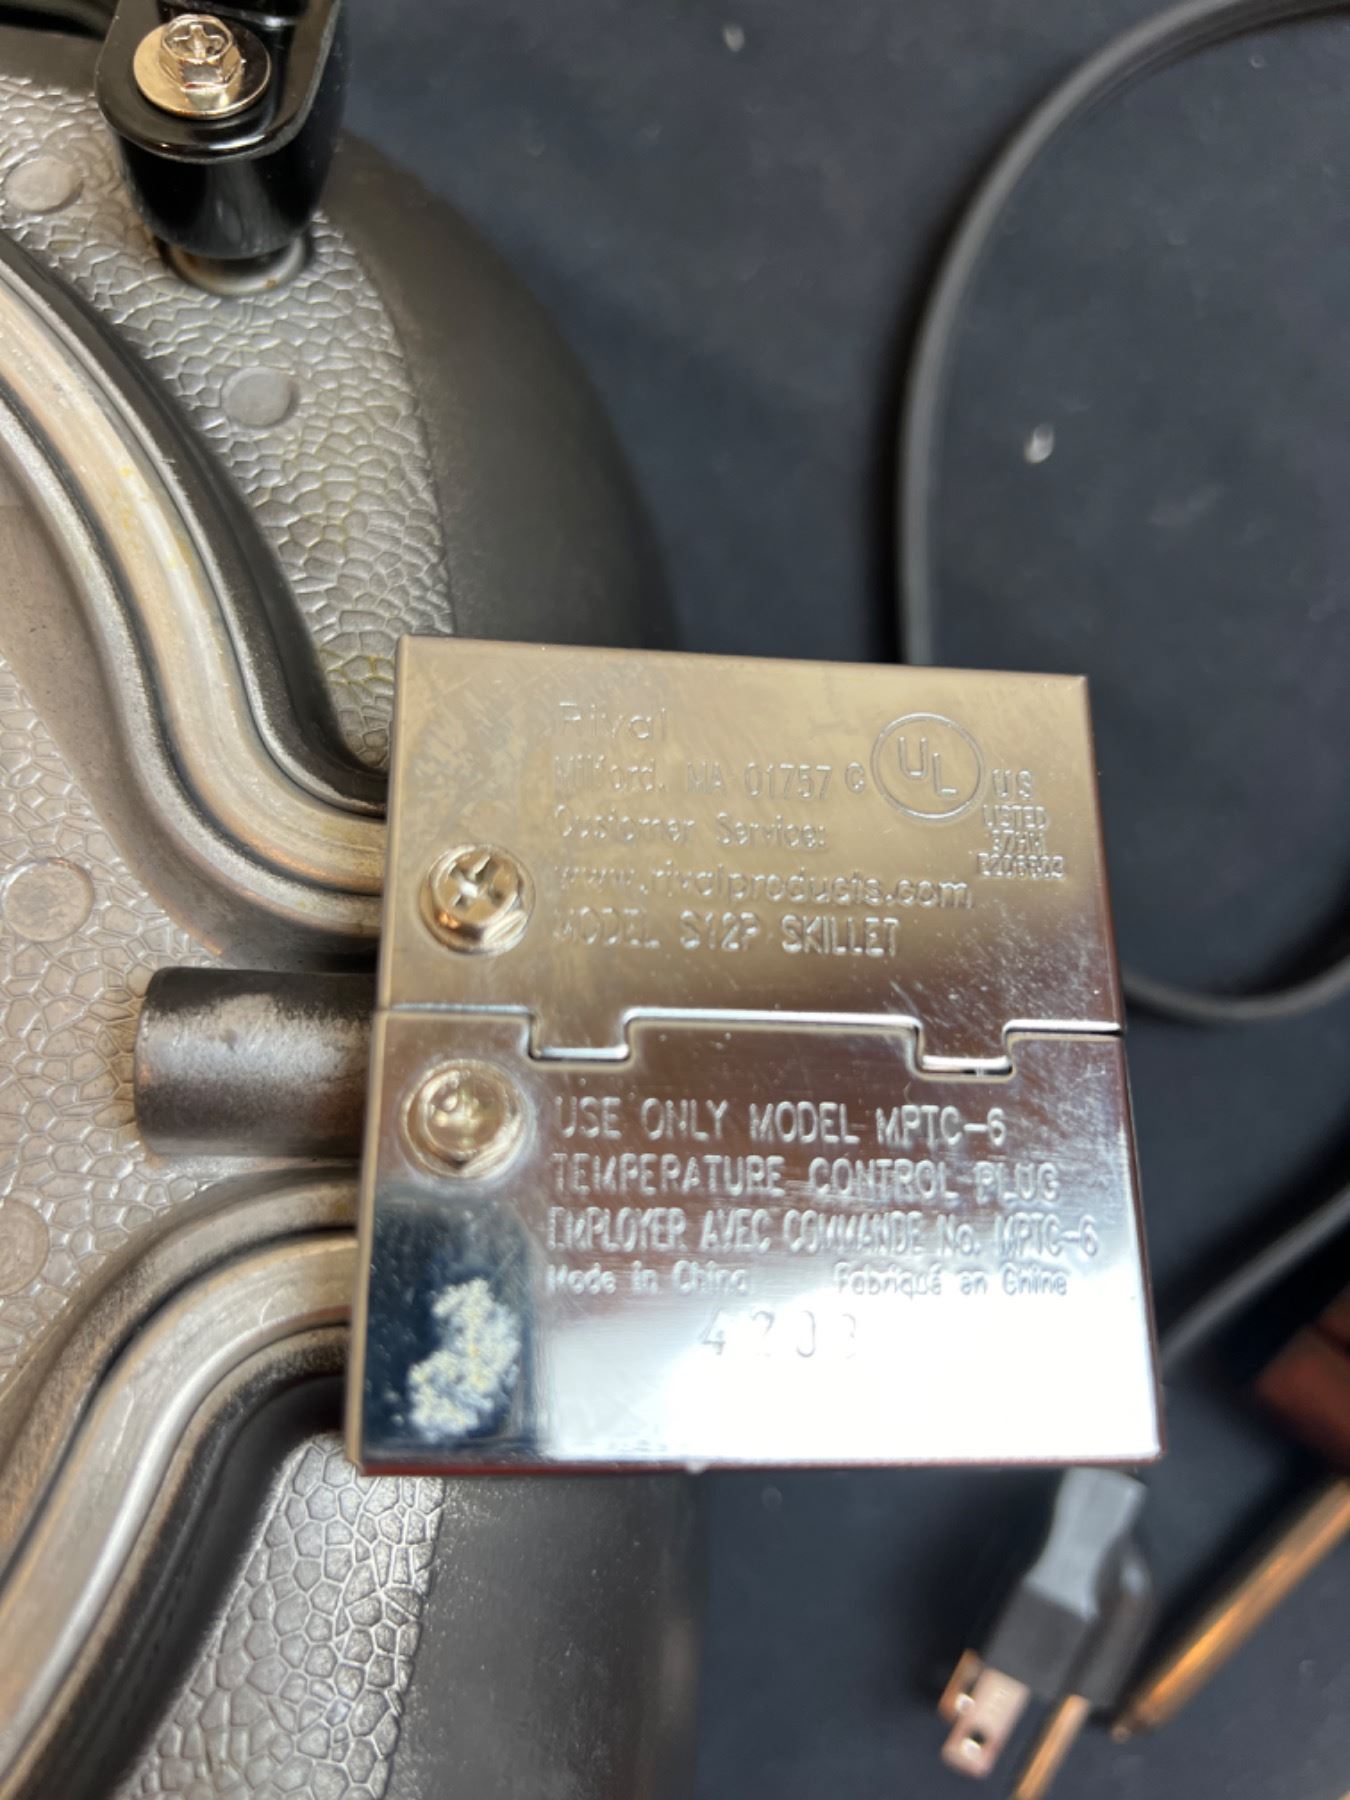 Rival
Milford, MA 01757
C UL US
LISTED
Customer Service:
www.rivalproducts.com
MODEL S12P SKILLET
USE ONLY MODEL MPTC-6
TEMPERATURE CONTROL PLUG
EMPLOYER AVEC COMMANDE No. MPTC-6
Made in China Fabriqué en Chine